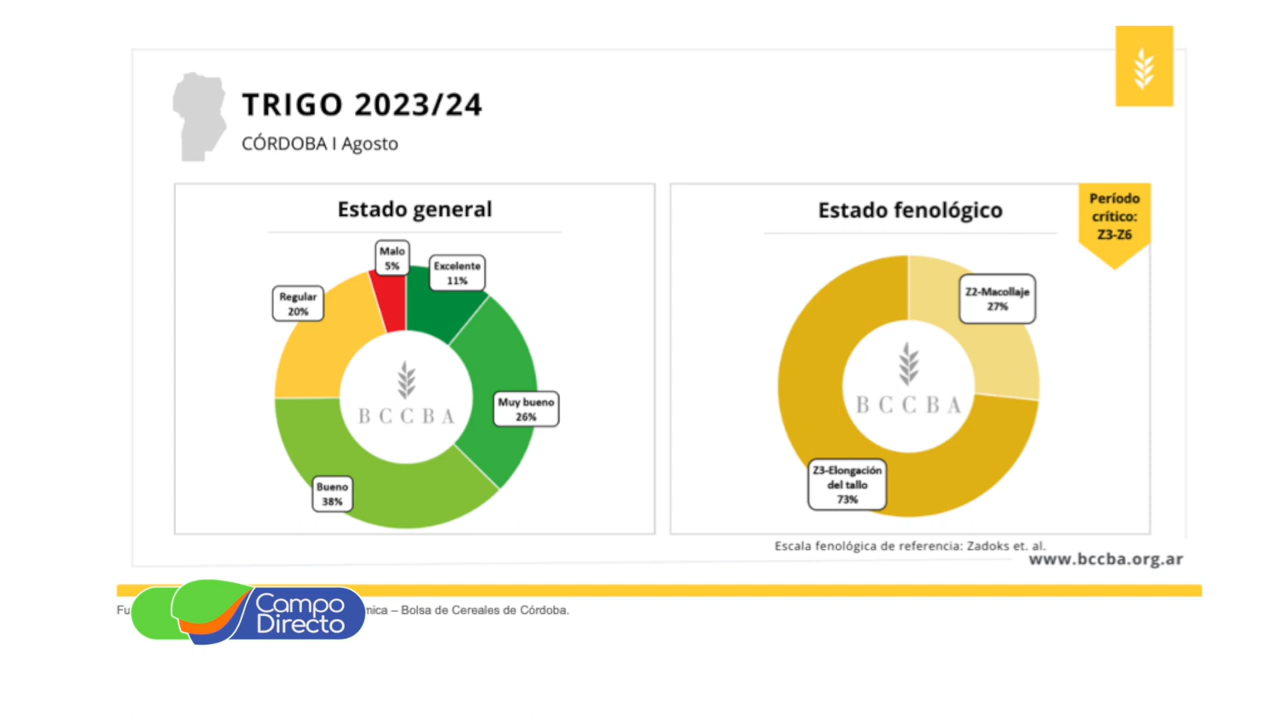 TRIGO 2023/24
CÓRDOBA I Agosto
Estado general
Malo
5%
Excelente
11%
Regular
20%
Muy bueno
26%
Bueno
38%
BCCBA
Estado fenológico
Período
crítico:
Z3-Z6
Z2-Macollaje
27%
BCCBA
Z3-Elongación
del tallo
73%
Escala fenológica de referencia: Zadoks et. al.
www.bccba.org.ar
– Bolsa de Cereales de Córdoba.
Campo
Directo